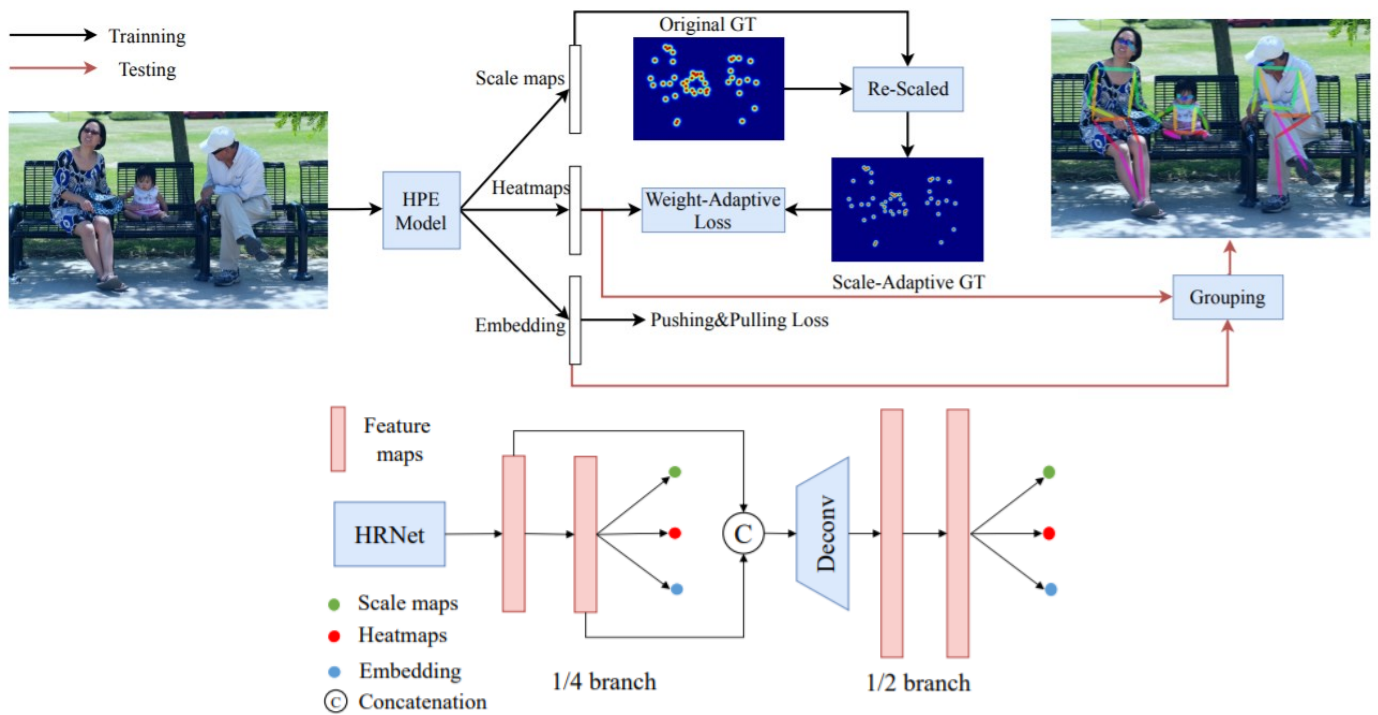 Trainning
Testing
Original GT
Scale maps
Re-Scaled
HPE
Model
Heatmaps
Weight-Adaptive
Loss
Scale-Adaptive GT
Grouping
Embedding
Pushing&Pulling Loss
Feature
maps
HRNet
C
Deconv
Scale maps
Heatmaps
Embedding
C Concatenation
1/4 branch
1/2 branch